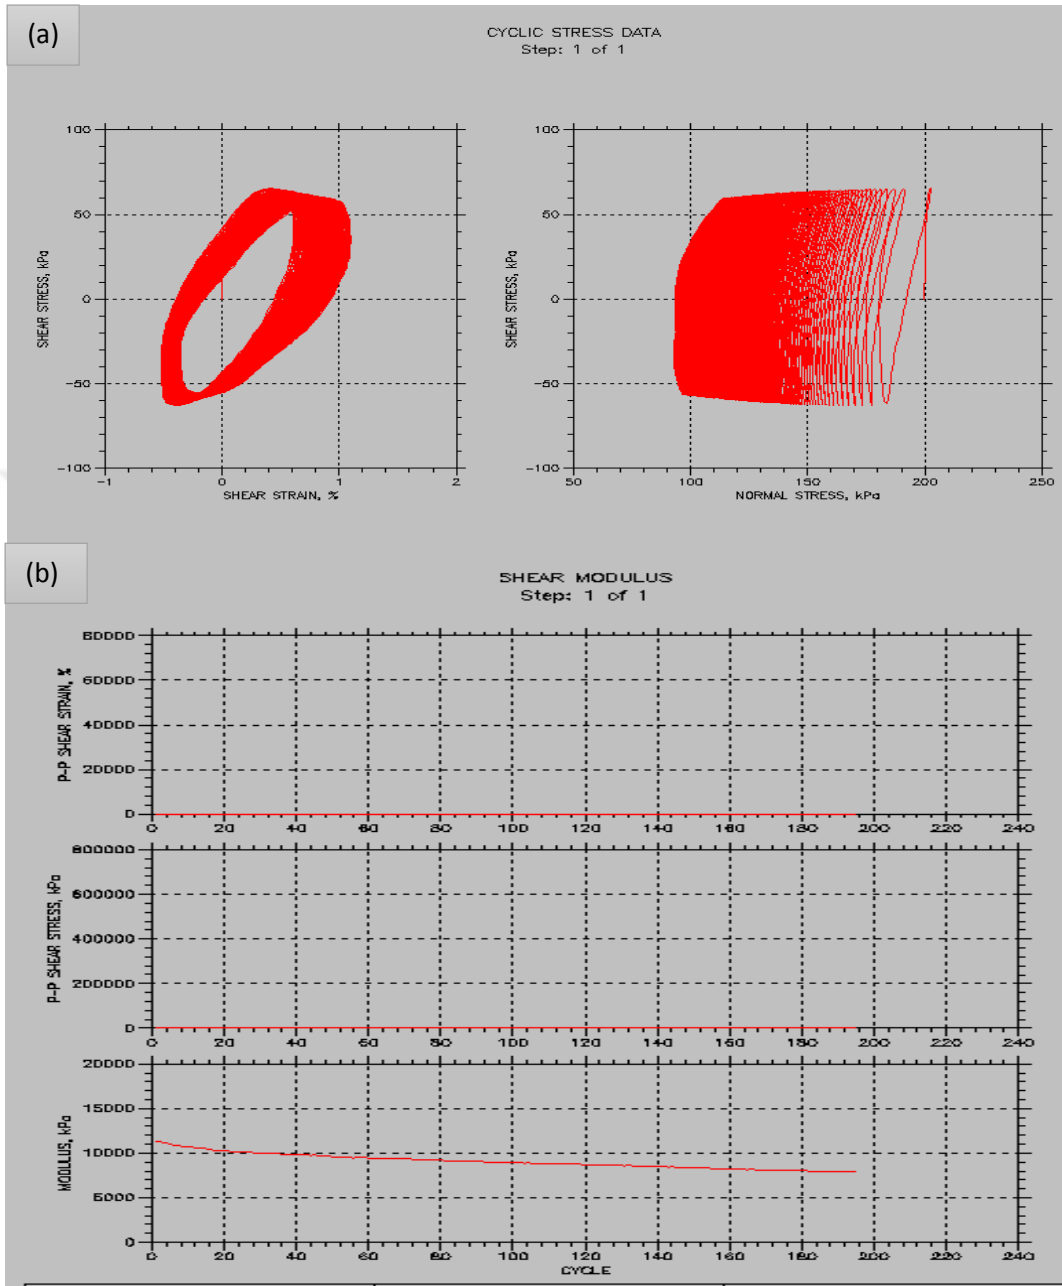 (a)
CYCLIC STRESS DATA
Step: 1 of 1
100
50
0
-50
-100
SHEAR STRESS, kPa
-1 0 1 2
SHEAR STRAIN, %
100
50
0
-50
-100
SHEAR STRESS, kPa
50 100 150 200 250
NORMAL STRESS, kPa
(b)
SHEAR MODULUS
Step: 1 of 1
80000
60000
40000
20000
0
P-P SHEAR STRAIN, %
0 20 40 60 80 100 120 140 160 180 200 220 240
800000
600000
400000
200000
0
P-P SHEAR STRESS, kPa
0 20 40 60 80 100 120 140 160 180 200 220 240
20000
15000
10000
5000
0
MODULUS, kPa
0 20 40 60 80 100 120 140 160 180 200 220 240
CYCLE